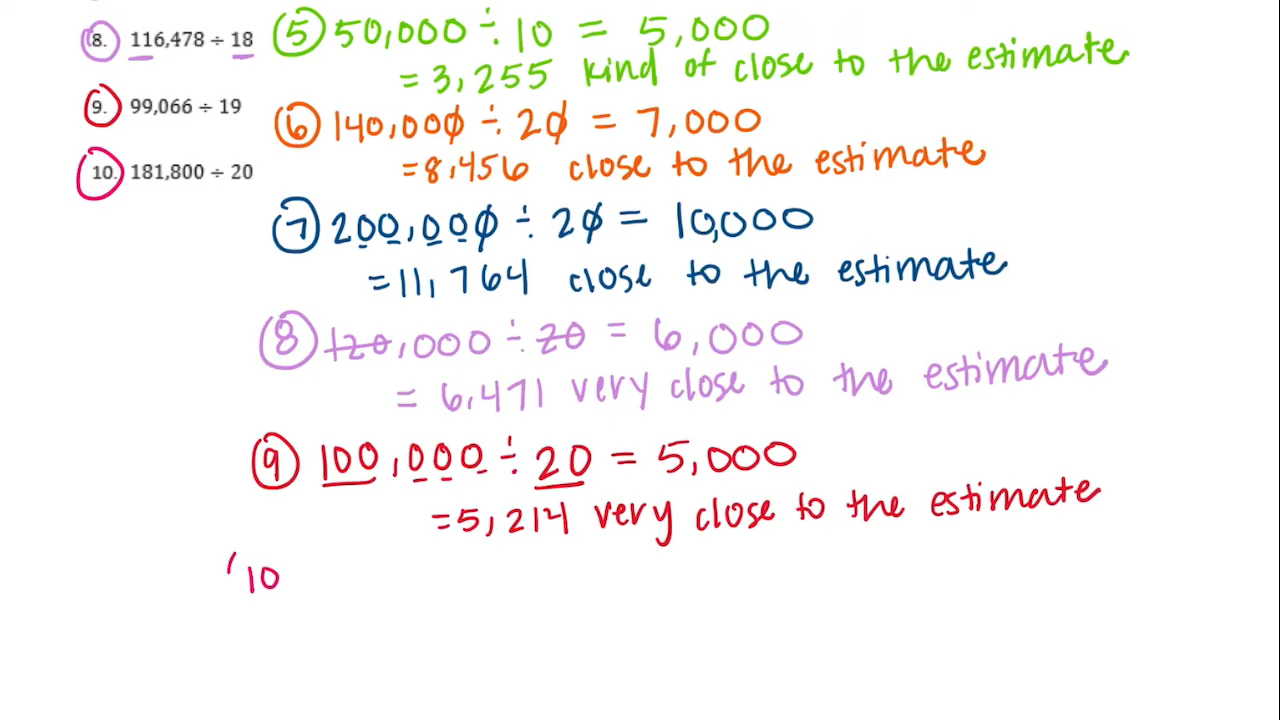 8. 116,478 ÷ 18
9. 99,066 ÷ 19
10. 181,800 ÷ 20
5 50,000 ÷ 10 = 5,000
= 3,255 kind of close to the estimate
6 140,000 ÷ 20 = 7,000
= 8,456 close to the estimate
7 200,000 ÷ 20 = 10,000
= 11,764 close to the estimate
8 120,000 ÷ 20 = 6,000
= 6,471 very close to the estimate
9 100,000 ÷ 20 = 5,000
= 5,214 very close to the estimate
10